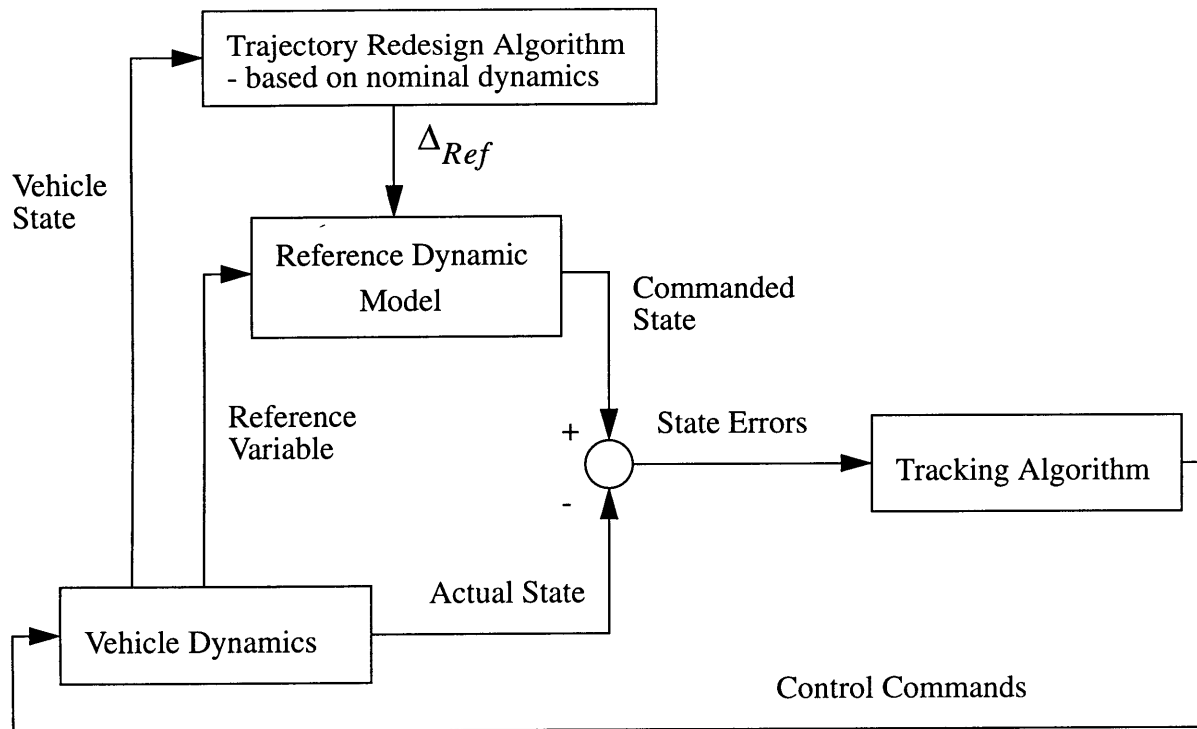 Trajectory Redesign Algorithm
- based on nominal dynamics
Δ_Ref
Vehicle
State
Reference Dynamic
Model
Commanded
State
Reference
Variable
+
State Errors
Tracking Algorithm
-
Actual State
Vehicle Dynamics
Control Commands